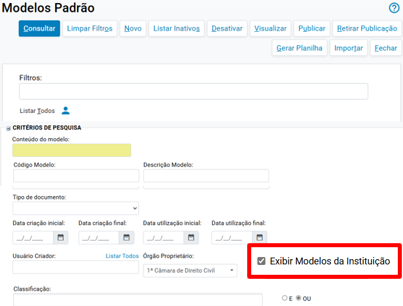 Modelos Padrão
Consultar Limpar Filtros Novo Listar Inativos Desativar Visualizar Publicar Retirar Publicação
Gerar Planilha Importar Fechar
Filtros:
Listar Todos
CRITÉRIOS DE PESQUISA
Conteúdo do modelo:
Código Modelo: Descrição Modelo:
Tipo de documento:
Data criação inicial: Data criação final: Data utilização inicial: Data utilização final:
__/__/____ __/__/____ __/__/____ __/__/____
Usuário Criador: Listar Todos Órgão Proprietário:
1ª Câmara de Direito Civil
Exibir Modelos da Instituição
Classificação:
E OU